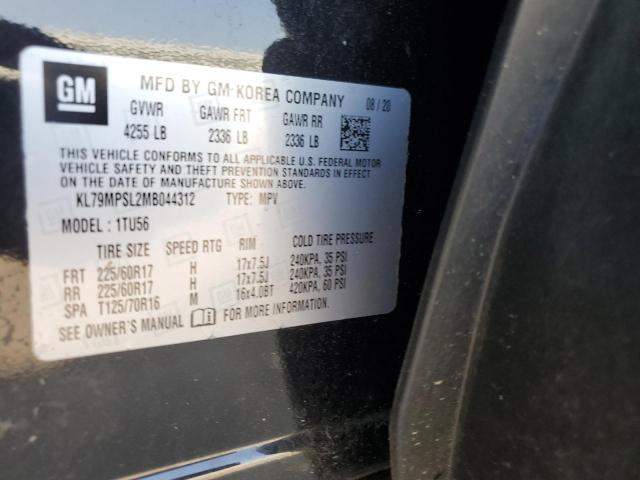 GM
MFD BY GM KOREA COMPANY 08 / 20
GVWR GAWR FRT GAWR RR
4255 LB 2336 LB 2336 LB
THIS VEHICLE CONFORMS TO ALL APPLICABLE U.S. FEDERAL MOTOR
VEHICLE SAFETY AND THEFT PREVENTION STANDARDS IN EFFECT
ON THE DATE OF MANUFACTURE SHOWN ABOVE.
KL79MPSL2MB044312 TYPE: MPV
MODEL: 1TU56
TIRE SIZE SPEED RTG RIM COLD TIRE PRESSURE
FRT 225/60R17 H 17x7.5J 240KPA, 35 PSI
RR 225/60R17 H 17x7.5J 240KPA, 35 PSI
SPA T125/70R16 M 16x4.0BT 420KPA, 60 PSI
SEE OWNER'S MANUAL FOR MORE INFORMATION.